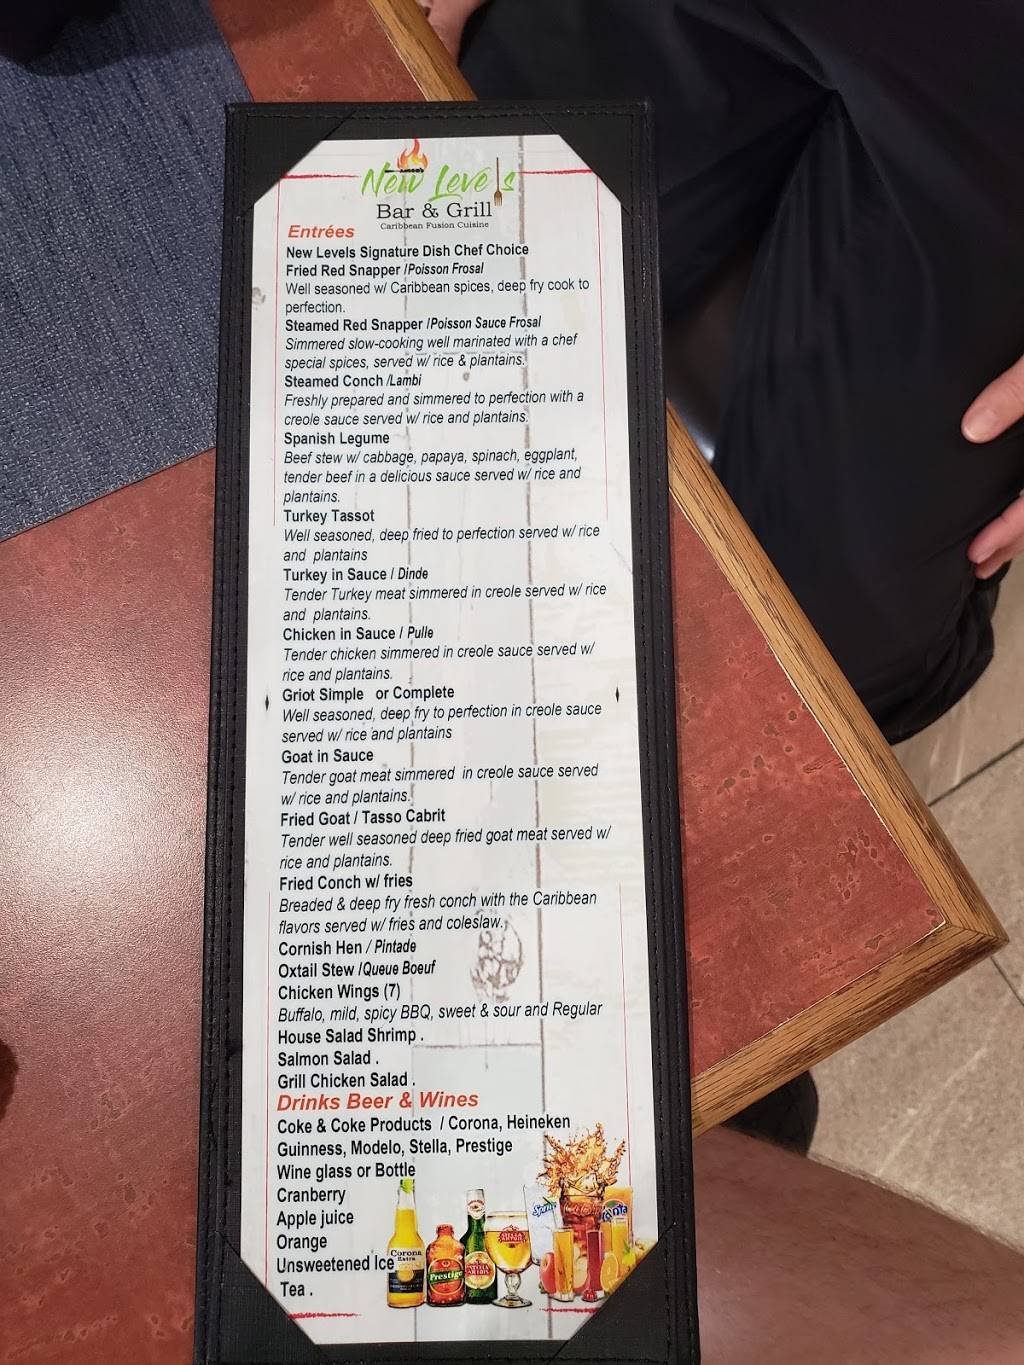 New Levels
Bar & Grill
Caribbean Fusion Cuisine
Entrées
New Levels Signature Dish Chef Choice
Fried Red Snapper /Poisson Frosal
Well seasoned w/ Caribbean spices, deep fry cook to
perfection.
Steamed Red Snapper /Poisson Sauce Frosal
Simmered slow-cooking well marinated with a chef
special spices, served w/ rice & plantains.
Steamed Conch /Lambi
Freshly prepared and simmered to perfection with a
creole sauce served w/ rice and plantains.
Spanish Legume
Beef stew w/ cabbage, papaya, spinach, eggplant,
tender beef in a delicious sauce served w/ rice and
plantains.
Turkey Tassot
Well seasoned, deep fried to perfection served w/ rice
and plantains
Turkey in Sauce / Dinde
Tender Turkey meat simmered in creole served w/ rice
and plantains.
Chicken in Sauce / Pulle
Tender chicken simmered in creole sauce served w/
rice and plantains.
Griot Simple or Complete
Well seasoned, deep fry to perfection in creole sauce
served w/ rice and plantains
Goat in Sauce
Tender goat meat simmered in creole sauce served
w/ rice and plantains.
Fried Goat / Tasso Cabrit
Tender well seasoned deep fried goat meat served w/
rice and plantains.
Fried Conch w/ fries
Breaded & deep fry fresh conch with the Caribbean
flavors served w/ fries and coleslaw.
Cornish Hen / Pintade
Oxtail Stew /Queue Boeuf
Chicken Wings (7)
Buffalo, mild, spicy BBQ, sweet & sour and Regular
House Salad Shrimp .
Salmon Salad .
Grill Chicken Salad .
Drinks Beer & Wines
Coke & Coke Products / Corona, Heineken
Guinness, Modelo, Stella, Prestige
Wine glass or Bottle
Cranberry
Apple juice
Orange
Unsweetened Ice
Tea .
Corona
Extra
Prestige
STELLA
ARTOIS
Sprite